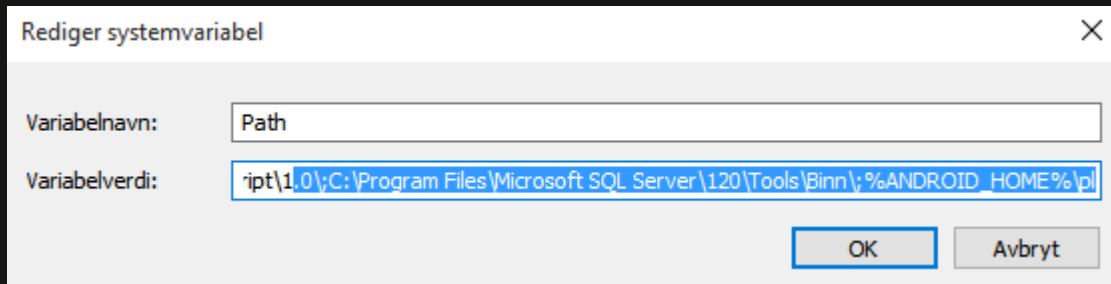 Rediger systemvariabel
Variabelnavn: Path
Variabelverdi: ript\1.0\;C:\Program Files\Microsoft SQL Server\120\Tools\Binn\;%ANDROID_HOME%\pl
OK Avbryt